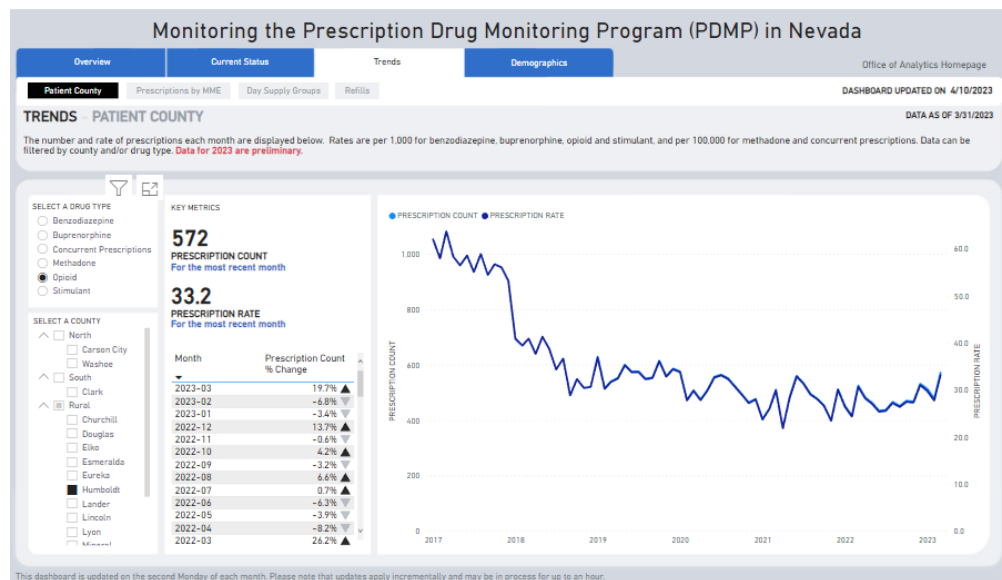 Monitoring the Prescription Drug Monitoring Program (PDMP) in Nevada
Overview
Current Status
Trends
Demographics
Office of Analytics Homepage
Patient County
Prescriptions by MME
Day Supply Groups
Refills
DASHBOARD UPDATED ON 4/10/2023
TRENDS - PATIENT COUNTY
DATA AS OF 3/31/2023
The number and rate of prescriptions each month are displayed below. Rates are per 1,000 for benzodiazepine, buprenorphine, opioid and stimulant, and per 100,000 for methadone and concurrent prescriptions. Data can be
filtered by county and/or drug type. Data for 2023 are preliminary.
SELECT A DRUG TYPE
Benzodiazepine
Buprenorphine
Concurrent Prescriptions
Methadone
Opioid
Stimulant
SELECT A COUNTY
North
Carson City
Washoe
South
Clark
Rural
Churchill
Douglas
Elko
Esmeralda
Eureka
Humboldt
Lander
Lincoln
Lyon
Mineral
KEY METRICS
572
PRESCRIPTION COUNT
For the most recent month
33.2
PRESCRIPTION RATE
For the most recent month
Month Prescription Count
% Change
2023-03 19.7%
2023-02 -6.8%
2023-01 -3.4%
2022-12 13.7%
2022-11 -0.6%
2022-10 4.2%
2022-09 -3.2%
2022-08 6.6%
2022-07 0.7%
2022-06 -6.3%
2022-05 -3.9%
2022-04 -8.2%
2022-03 26.2%
PRESCRIPTION COUNT PRESCRIPTION RATE
PRESCRIPTION COUNT
1,000
800
600
400
200
0
2017 2018 2019 2020 2021 2022 2023
60.0
50.0
40.0
30.0
20.0
10.0
0.0
PRESCRIPTION RATE
This dashboard is updated on the second Monday of each month. Please note that updates apply incrementally and may be in process for up to an hour.